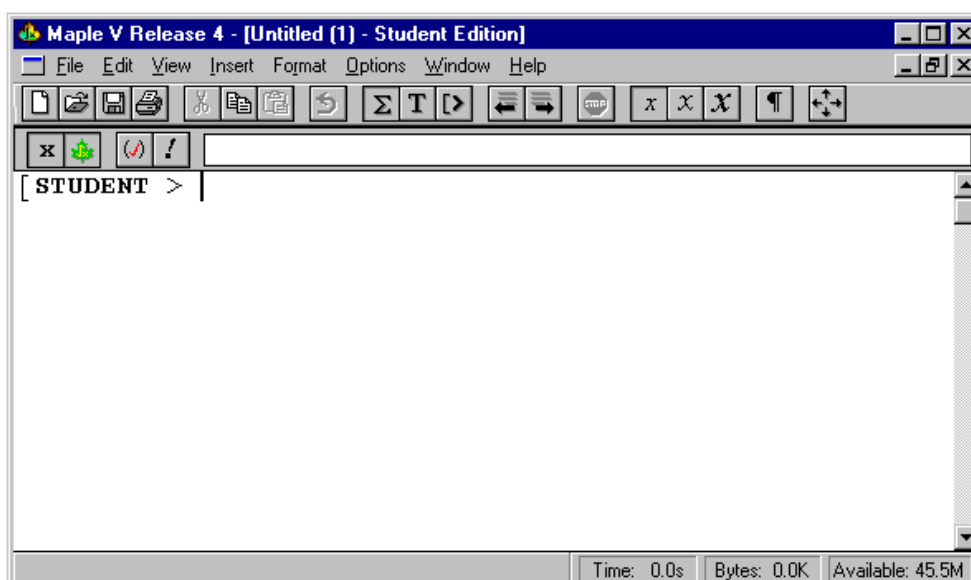 Maple V Release 4 - [Untitled (1) - Student Edition]
File Edit View Insert Format Options Window Help
Σ T [> STOP x x x ¶
x (✓) !
[ STUDENT >
Time: 0.0s Bytes: 0.0K Available: 45.5M